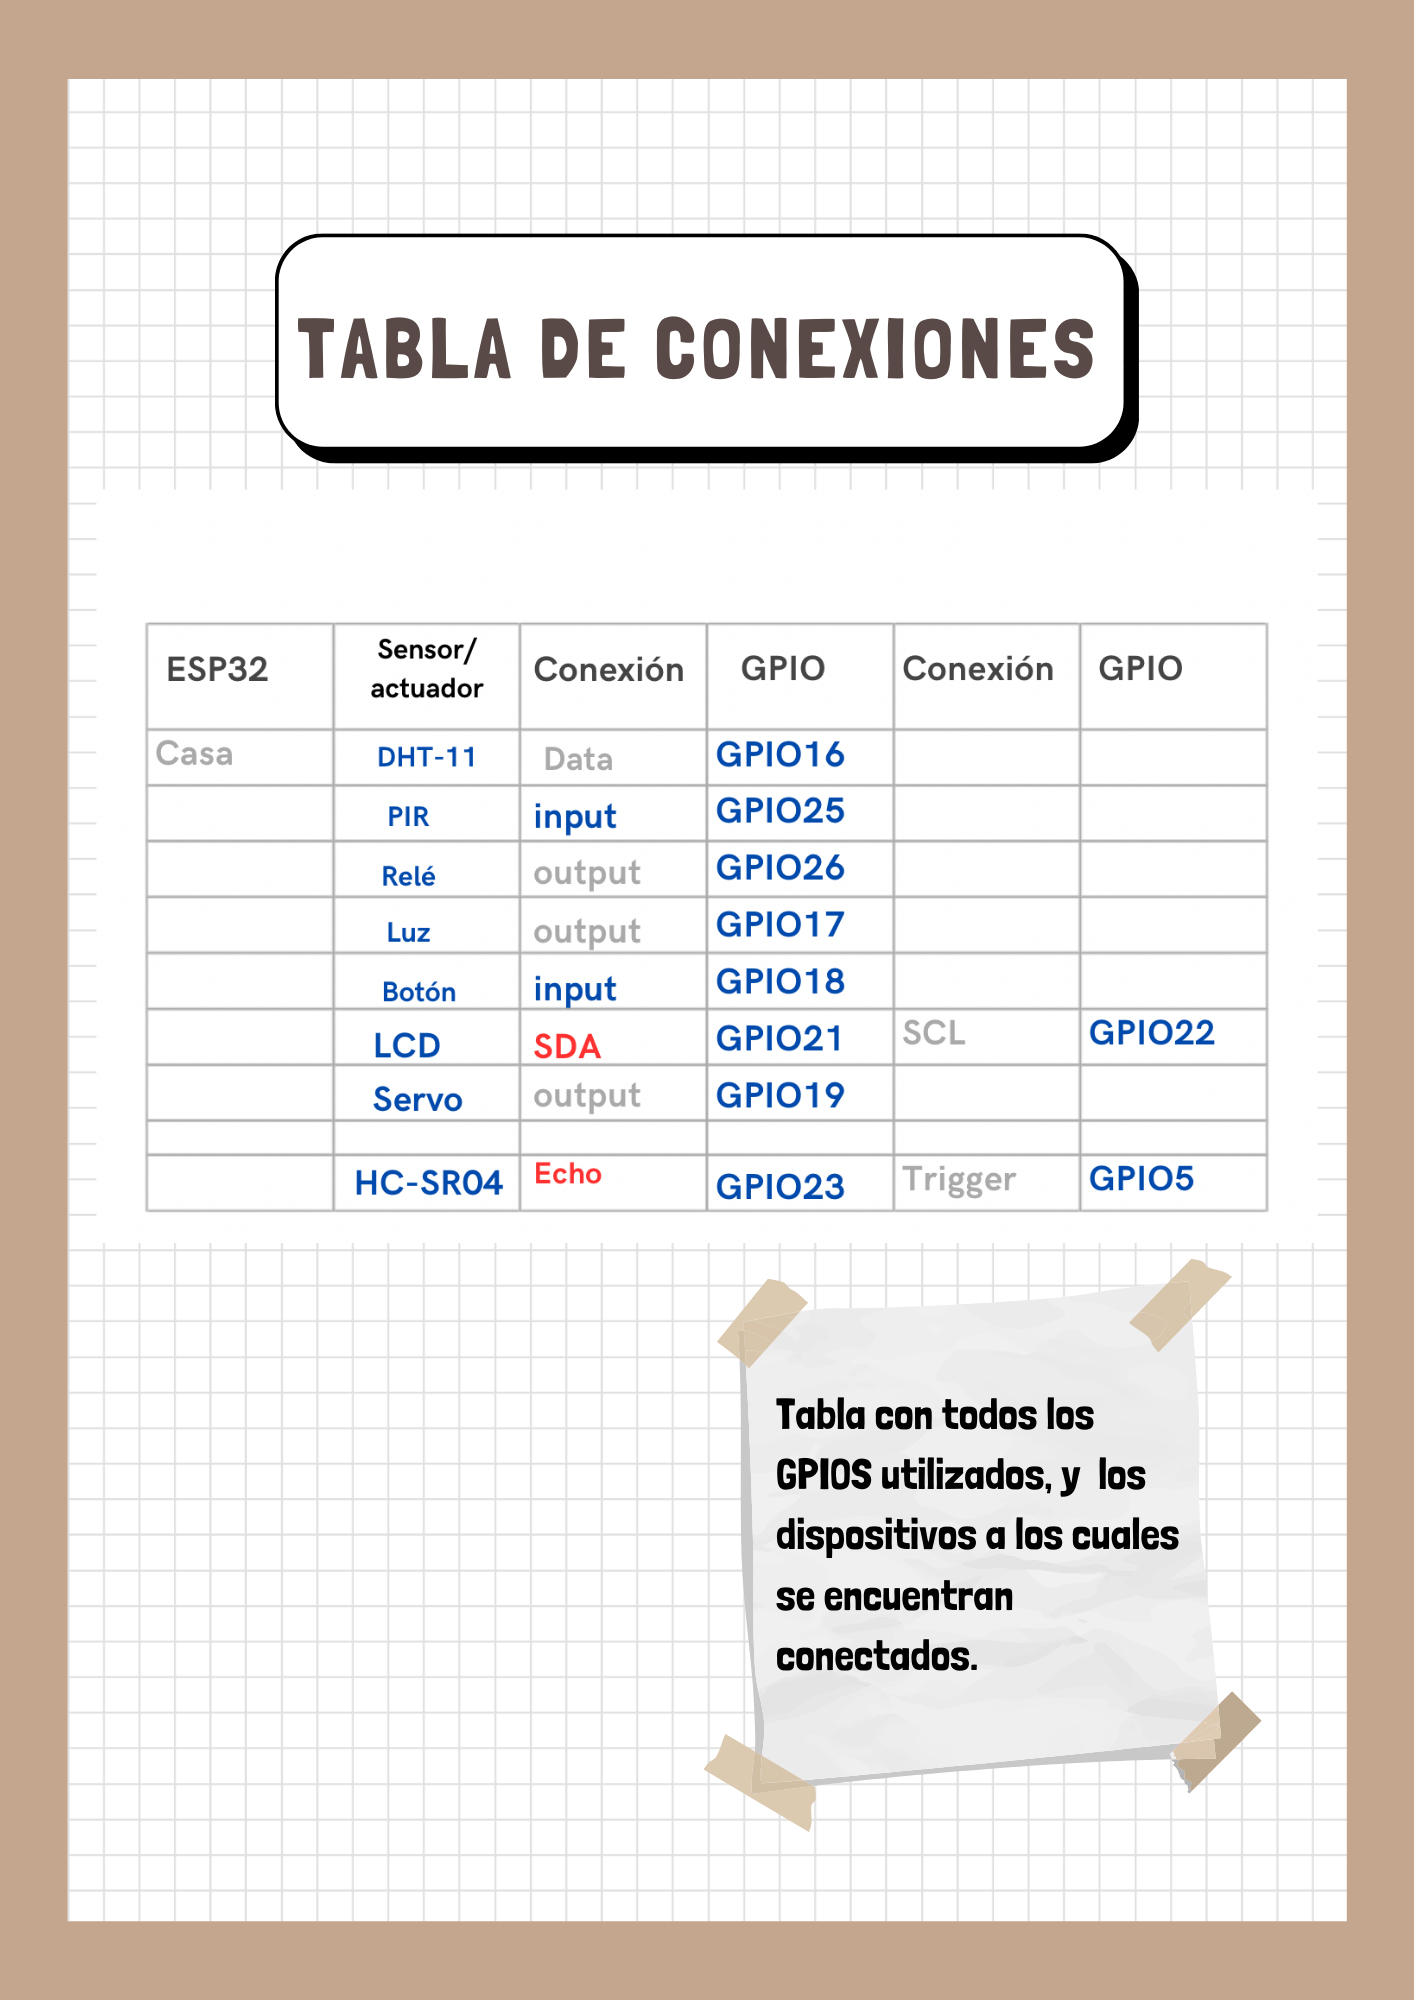 TABLA DE CONEXIONES
ESP32 Sensor/ actuador Conexión GPIO Conexión GPIO
Casa DHT-11 Data GPIO16
PIR input GPIO25
Relé output GPIO26
Luz output GPIO17
Botón input GPIO18
LCD SDA GPIO21 SCL GPIO22
Servo output GPIO19
HC-SR04 Echo GPIO23 Trigger GPIO5
Tabla con todos los
GPIOS utilizados, y los
dispositivos a los cuales
se encuentran
conectados.